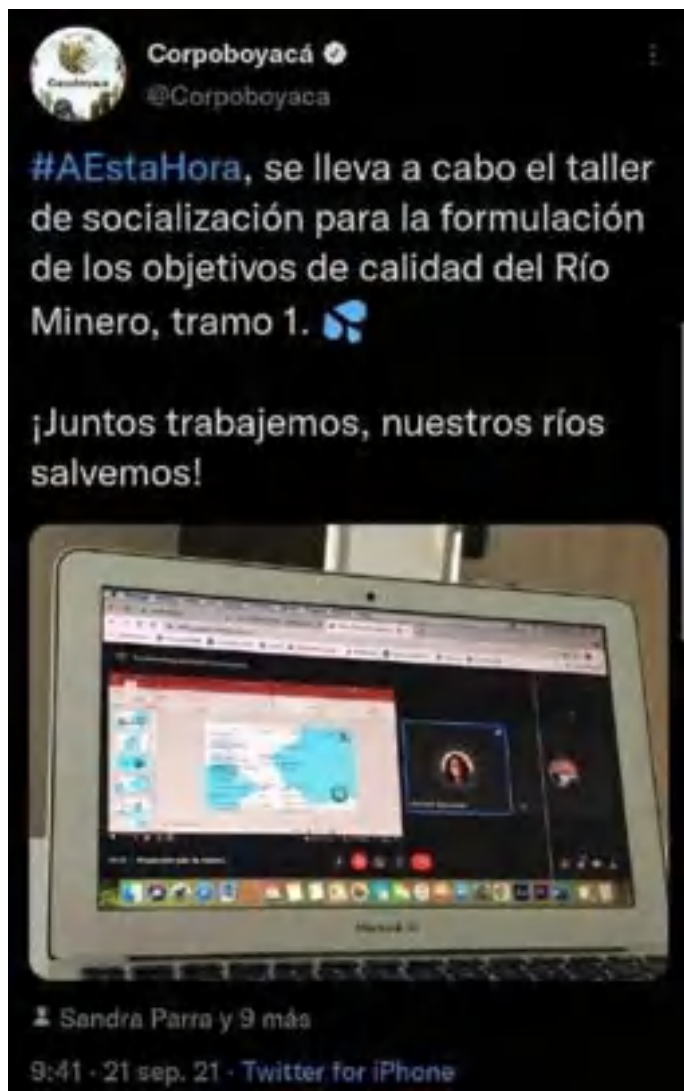 Corpoboyacá
@Corpoboyaca
#AEstaHora, se lleva a cabo el taller
de socialización para la formulación
de los objetivos de calidad del Río
Minero, tramo 1.
¡Juntos trabajemos, nuestros ríos
salvemos!
Sandra Parra y 9 más
9:41 · 21 sep. 21 · Twitter for iPhone